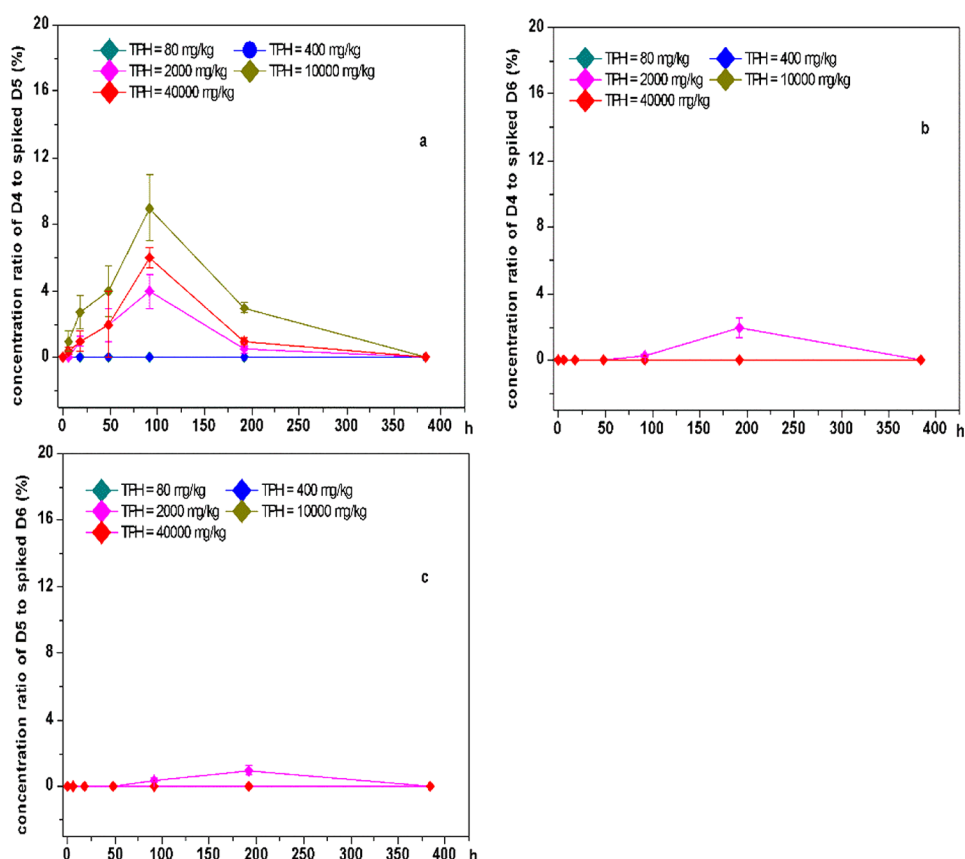 concentration ratio of D4 to spiked D5 (%)
20
16
12
8
4
0
TPH = 80 mg/kg
TPH = 400 mg/kg
TPH = 2000 mg/kg
TPH = 10000 mg/kg
TPH = 40000 mg/kg
a
0 50 100 150 200 250 300 350 400 h
concentration ratio of D4 to spiked D6 (%)
20
16
12
8
4
0
TPH = 80 mg/kg
TPH = 400 mg/kg
TPH = 2000 mg/kg
TPH = 10000 mg/kg
TPH = 40000 mg/kg
b
0 50 100 150 200 250 300 350 400 h
concentration ratio of D5 to spiked D6 (%)
20
16
12
8
4
0
TPH = 80 mg/kg
TPH = 400 mg/kg
TPH = 2000 mg/kg
TPH = 10000 mg/kg
TPH = 40000 mg/kg
c
0 50 100 150 200 250 300 350 400 h